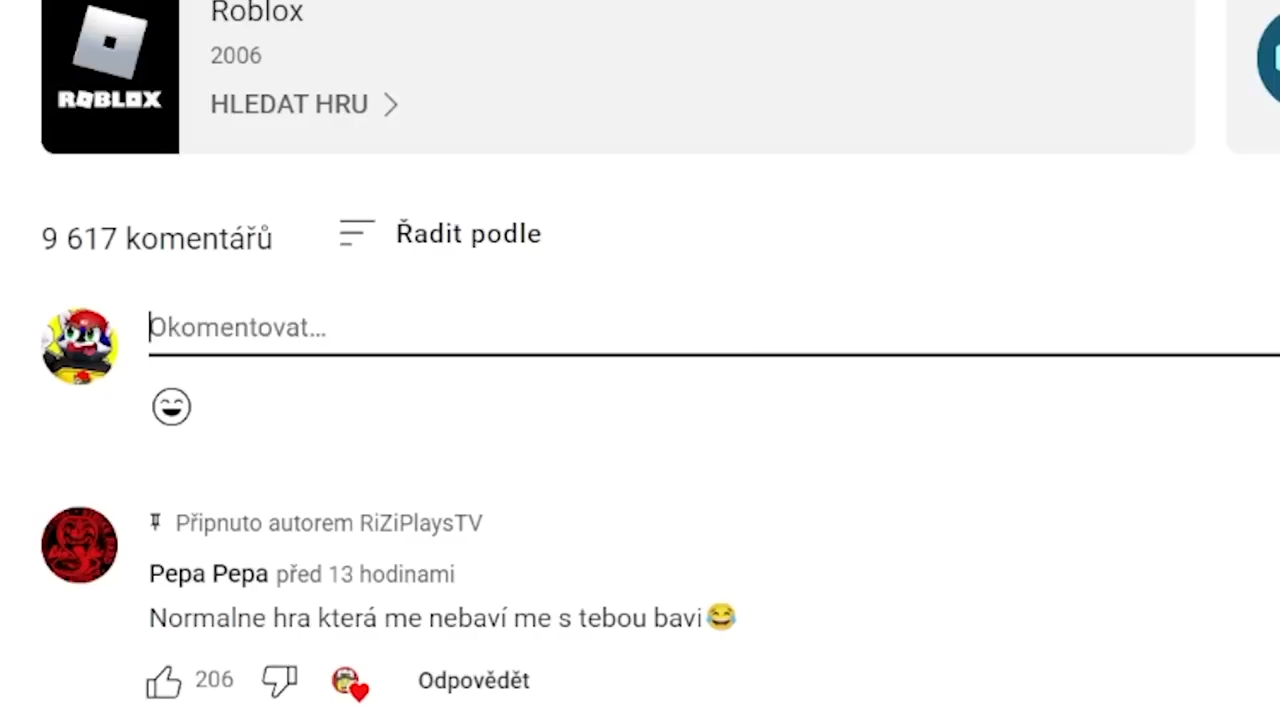 Roblox
2006
ROBLOX
HLEDAT HRU
9 617 komentářů
Řadit podle
Okomentovat…
Připnuto autorem RiZiPlaysTV
Pepa Pepa před 13 hodinami
Normalne hra která me nebaví me s tebou bavi😂
206
Odpovědět